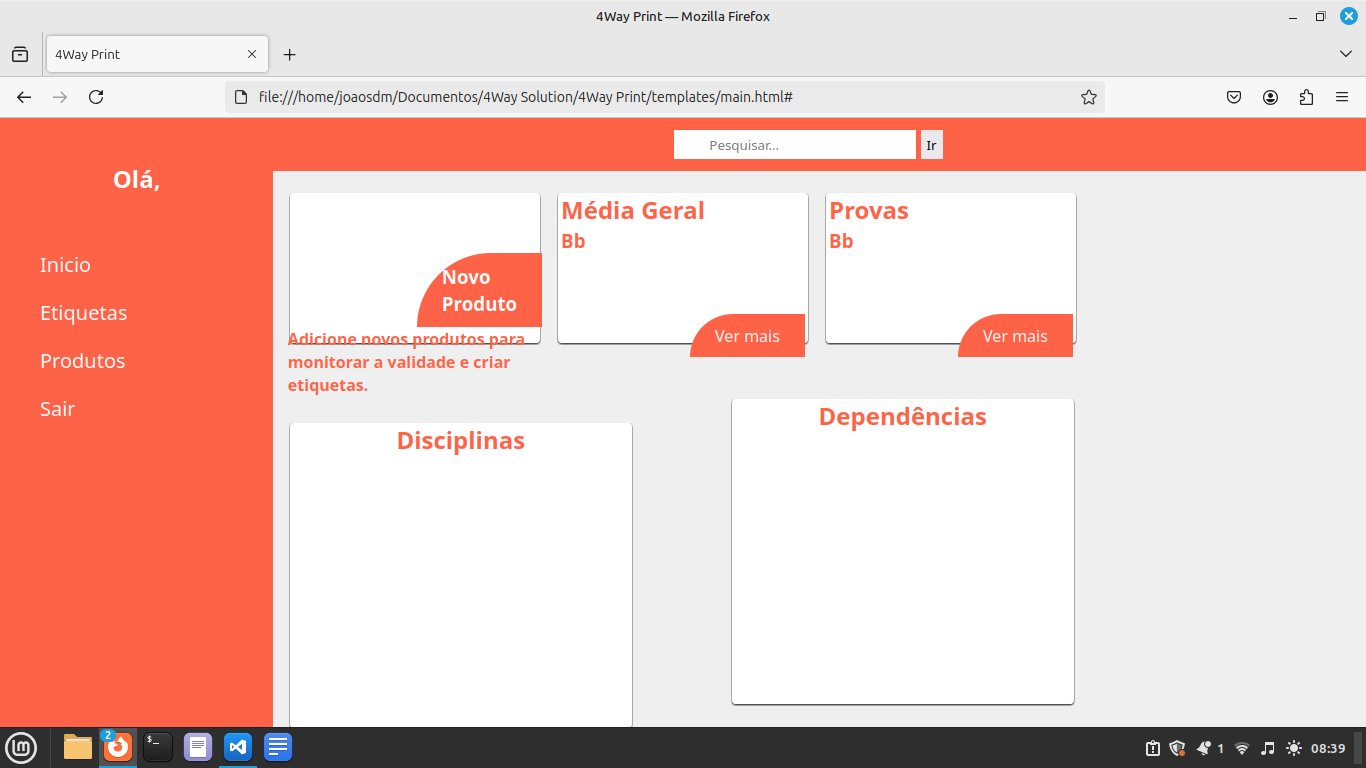 4Way Print — Mozilla Firefox
4Way Print
file:///home/joaosdm/Documentos/4Way Solution/4Way Print/templates/main.html#
Pesquisar...
Ir
Olá,
Inicio
Etiquetas
Produtos
Sair
Novo
Produto
Adicione novos produtos para
monitorar a validade e criar
etiquetas.
Média Geral
Bb
Ver mais
Provas
Bb
Ver mais
Disciplinas
Dependências
2
$_
1
08:39